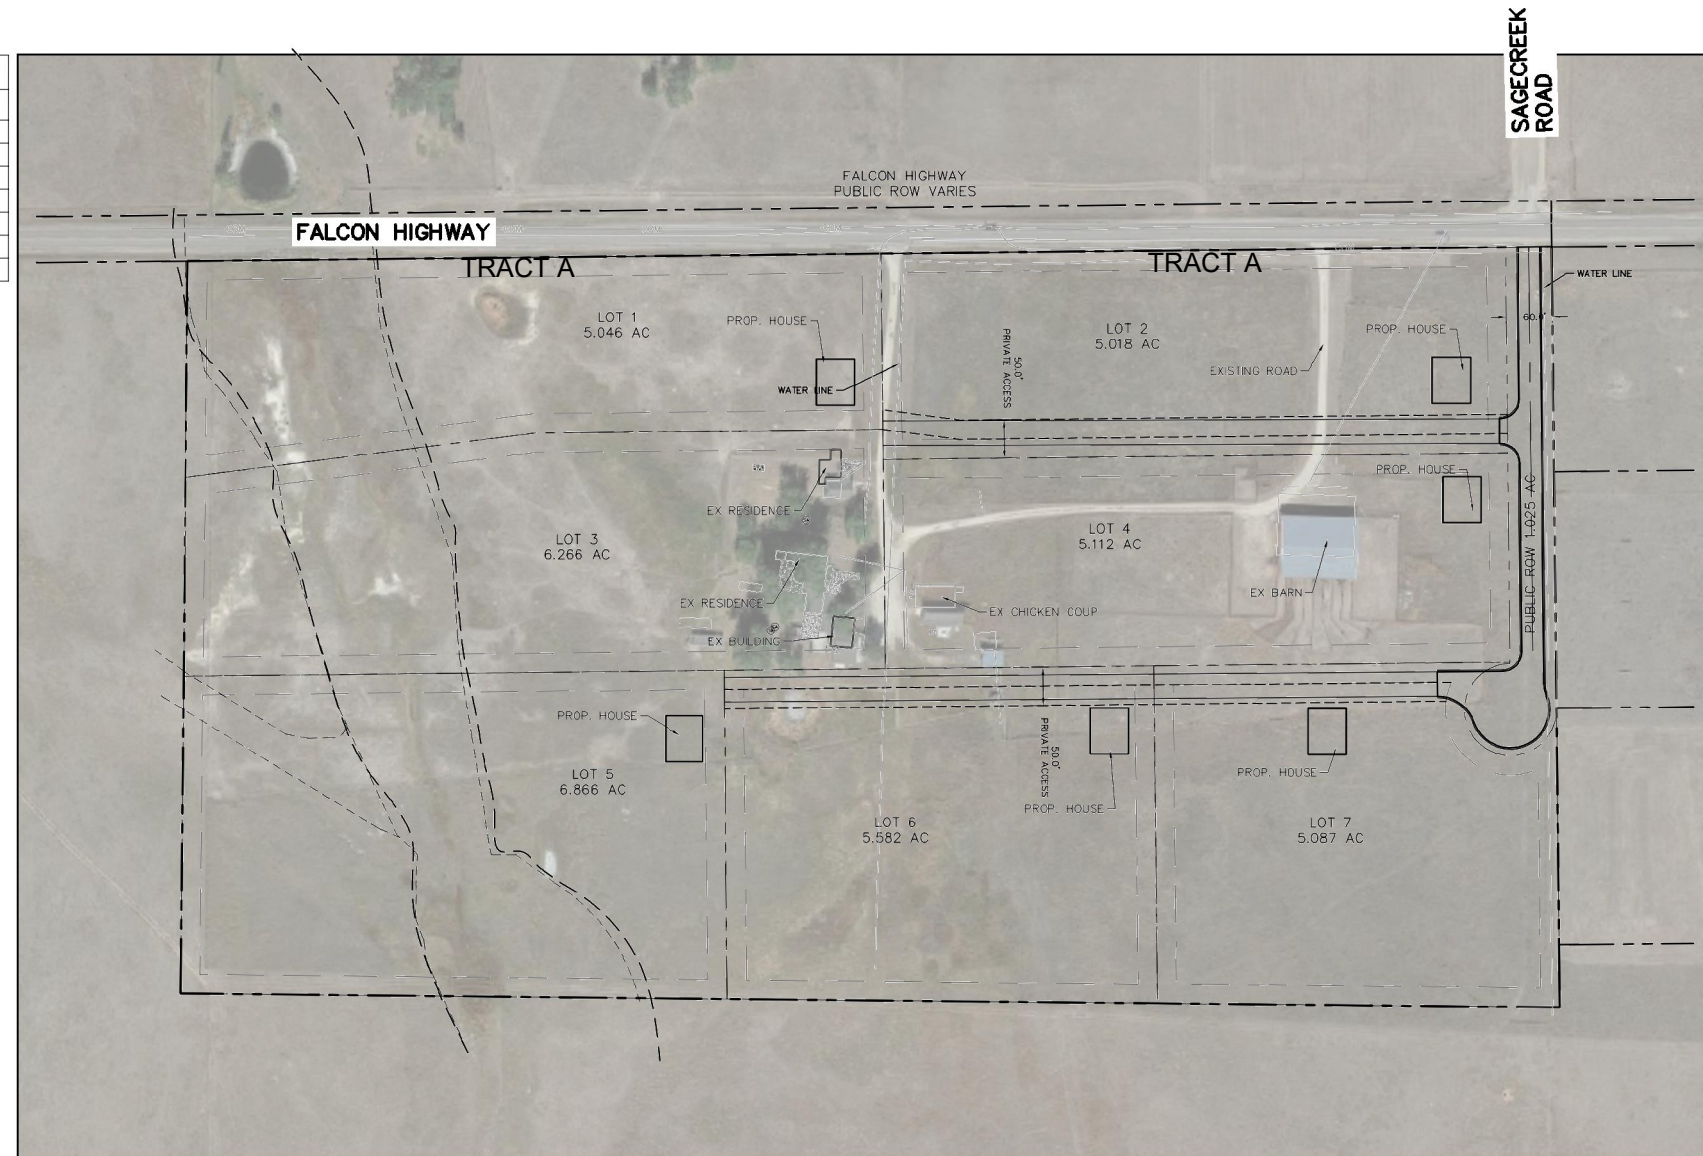 SAGECREEK
ROAD
FALCON HIGHWAY
PUBLIC ROW VARIES
FALCON HIGHWAY
TRACT A
TRACT A
WATER LINE
LOT 1
5.046 AC
PROP. HOUSE
LOT 2
5.018 AC
PROP. HOUSE
60.0'
50.0'
PRIVATE ACCESS
EXISTING ROAD
WATER LINE
PROP. HOUSE
EX RESIDENCE
LOT 3
6.266 AC
LOT 4
5.112 AC
PUBLIC ROW 1.025 AC
EX RESIDENCE
EX CHICKEN COUP
EX BARN
EX BUILDING
PROP. HOUSE
50.0'
PRIVATE ACCESS
LOT 5
6.866 AC
PROP. HOUSE
PROP. HOUSE
LOT 6
5.582 AC
LOT 7
5.087 AC